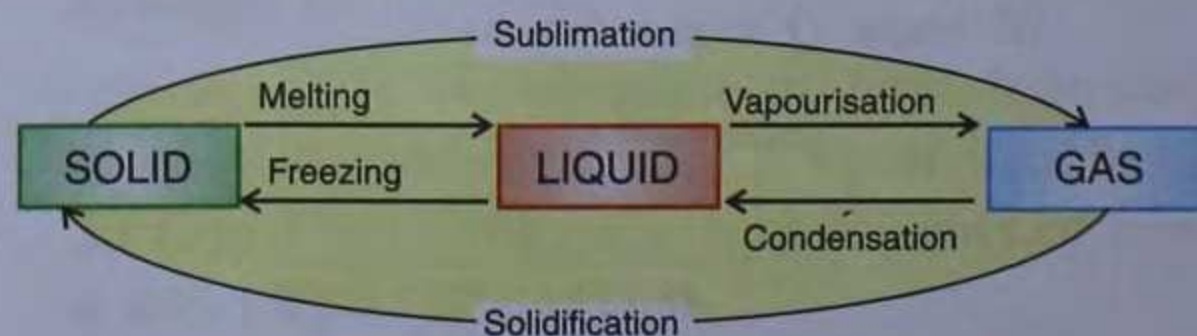 Sublimation
Melting
Vapourisation
SOLID
LIQUID
GAS
Freezing
Condensation
Solidification